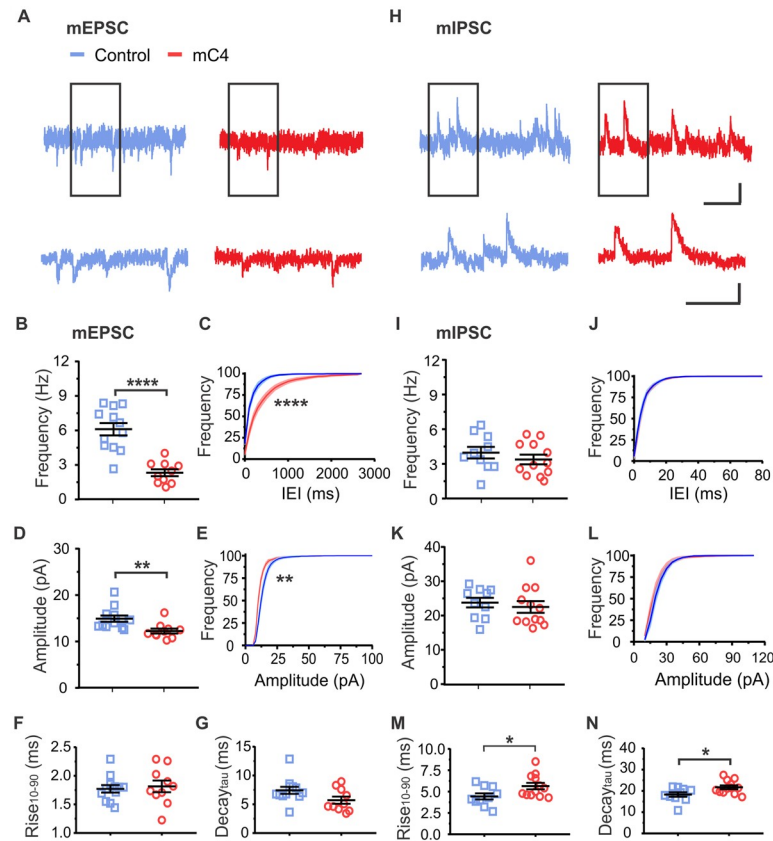 A mEPSC
Control mC4
H mIPSC
B mEPSC
Frequency (Hz)
12
9
6
3
0
****
C
Frequency
100
75
50
25
0
****
0 1000 2000 3000
IEI (ms)
I mIPSC
Frequency (Hz)
12
9
6
3
0
J
Frequency
100
75
50
25
0
0 20 40 60 80
IEI (ms)
D
Amplitude (pA)
30
20
10
0
**
E
Frequency
100
75
50
25
0
**
0 25 50 75 100
Amplitude (pA)
K
Amplitude (pA)
40
30
20
10
0
L
Frequency
100
75
50
25
0
0 30 60 90 120
Amplitude (pA)
F
Rise10-90 (ms)
2.5
2.0
1.5
1.0
G
Decaytau (ms)
15
10
5
0
M
Rise10-90 (ms)
10.0
7.5
5.0
2.5
0.0
*
N
Decaytau (ms)
40
30
20
10
0
*